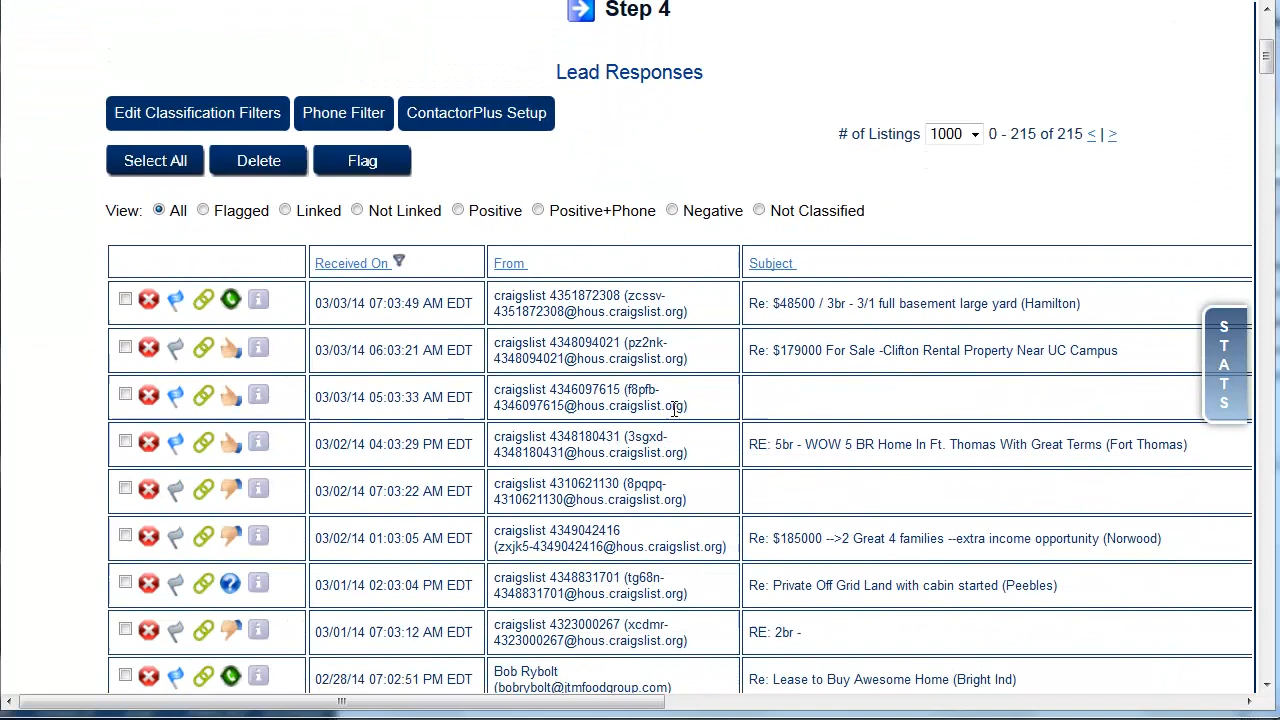 Step 4
Lead Responses
Edit Classification Filters Phone Filter ContactorPlus Setup
# of Listings 1000 0 - 215 of 215 < | >
Select All Delete Flag
View: All Flagged Linked Not Linked Positive Positive+Phone Negative Not Classified
Received On From Subject
03/03/14 07:03:49 AM EDT craigslist 4351872308 (zcssv-
4351872308@hous.craigslist.org) Re: $48500 / 3br - 3/1 full basement large yard (Hamilton)
03/03/14 06:03:21 AM EDT craigslist 4348094021 (pz2nk-
4348094021@hous.craigslist.org) Re: $179000 For Sale -Clifton Rental Property Near UC Campus
03/03/14 05:03:33 AM EDT craigslist 4346097615 (f8pfb-
4346097615@hous.craigslist.org)
03/02/14 04:03:29 PM EDT craigslist 4348180431 (3sgxd-
4348180431@hous.craigslist.org) RE: 5br - WOW 5 BR Home In Ft. Thomas With Great Terms (Fort Thomas)
03/02/14 07:03:22 AM EDT craigslist 4310621130 (8pqpq-
4310621130@hous.craigslist.org)
03/02/14 01:03:05 AM EDT craigslist 4349042416
(zxjk5-4349042416@hous.craigslist.org) Re: $185000 -->2 Great 4 families --extra income opportunity (Norwood)
03/01/14 02:03:04 PM EDT craigslist 4348831701 (tg68n-
4348831701@hous.craigslist.org) Re: Private Off Grid Land with cabin started (Peebles)
03/01/14 07:03:12 AM EDT craigslist 4323000267 (xcdmr-
4323000267@hous.craigslist.org) RE: 2br -
02/28/14 07:02:51 PM EDT Bob Rybolt
(bobrybolt@jtmfoodgroup.com) Re: Lease to Buy Awesome Home (Bright Ind)
STATS